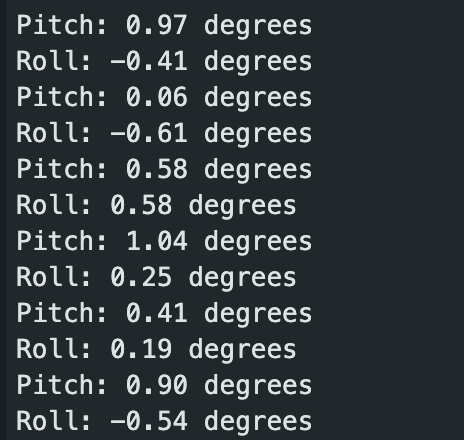 Pitch: 0.97 degrees
Roll: -0.41 degrees
Pitch: 0.06 degrees
Roll: -0.61 degrees
Pitch: 0.58 degrees
Roll: 0.58 degrees
Pitch: 1.04 degrees
Roll: 0.25 degrees
Pitch: 0.41 degrees
Roll: 0.19 degrees
Pitch: 0.90 degrees
Roll: -0.54 degrees